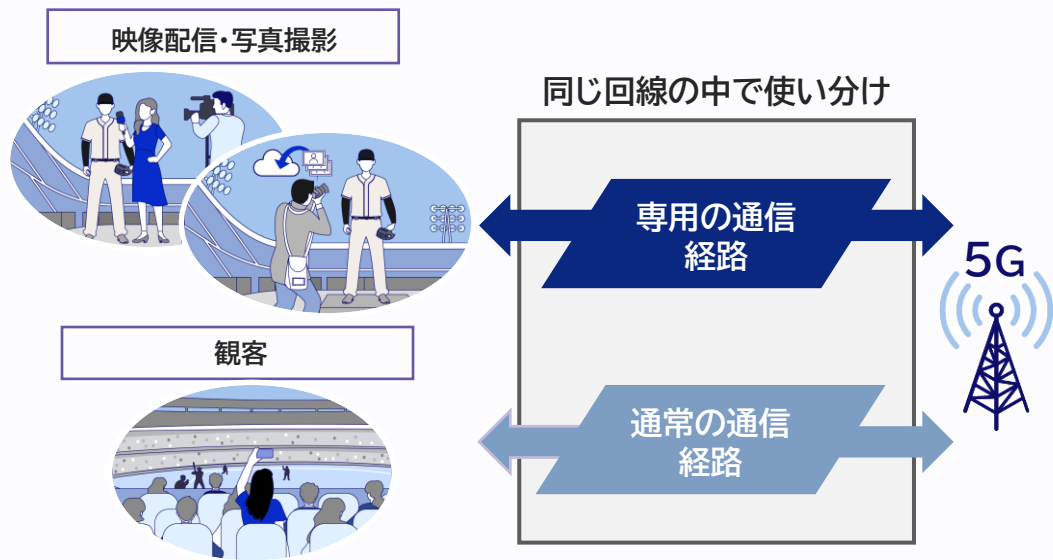 映像配信・写真撮影
同じ回線の中で使い分け
専用の通信
経路
5G
観客
通常の通信
経路